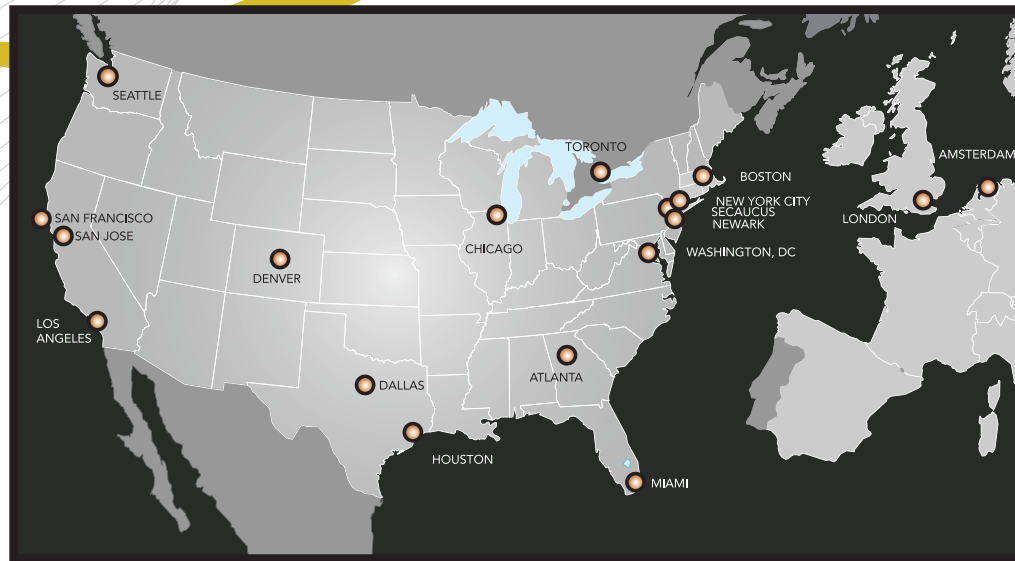 SEATTLE
TORONTO
AMSTERDAM
BOSTON
NEW YORK CITY
SECAUCUS
NEWARK
LONDON
SAN FRANCISCO
SAN JOSE
CHICAGO
WASHINGTON, DC
DENVER
LOS
ANGELES
ATLANTA
DALLAS
HOUSTON
MIAMI